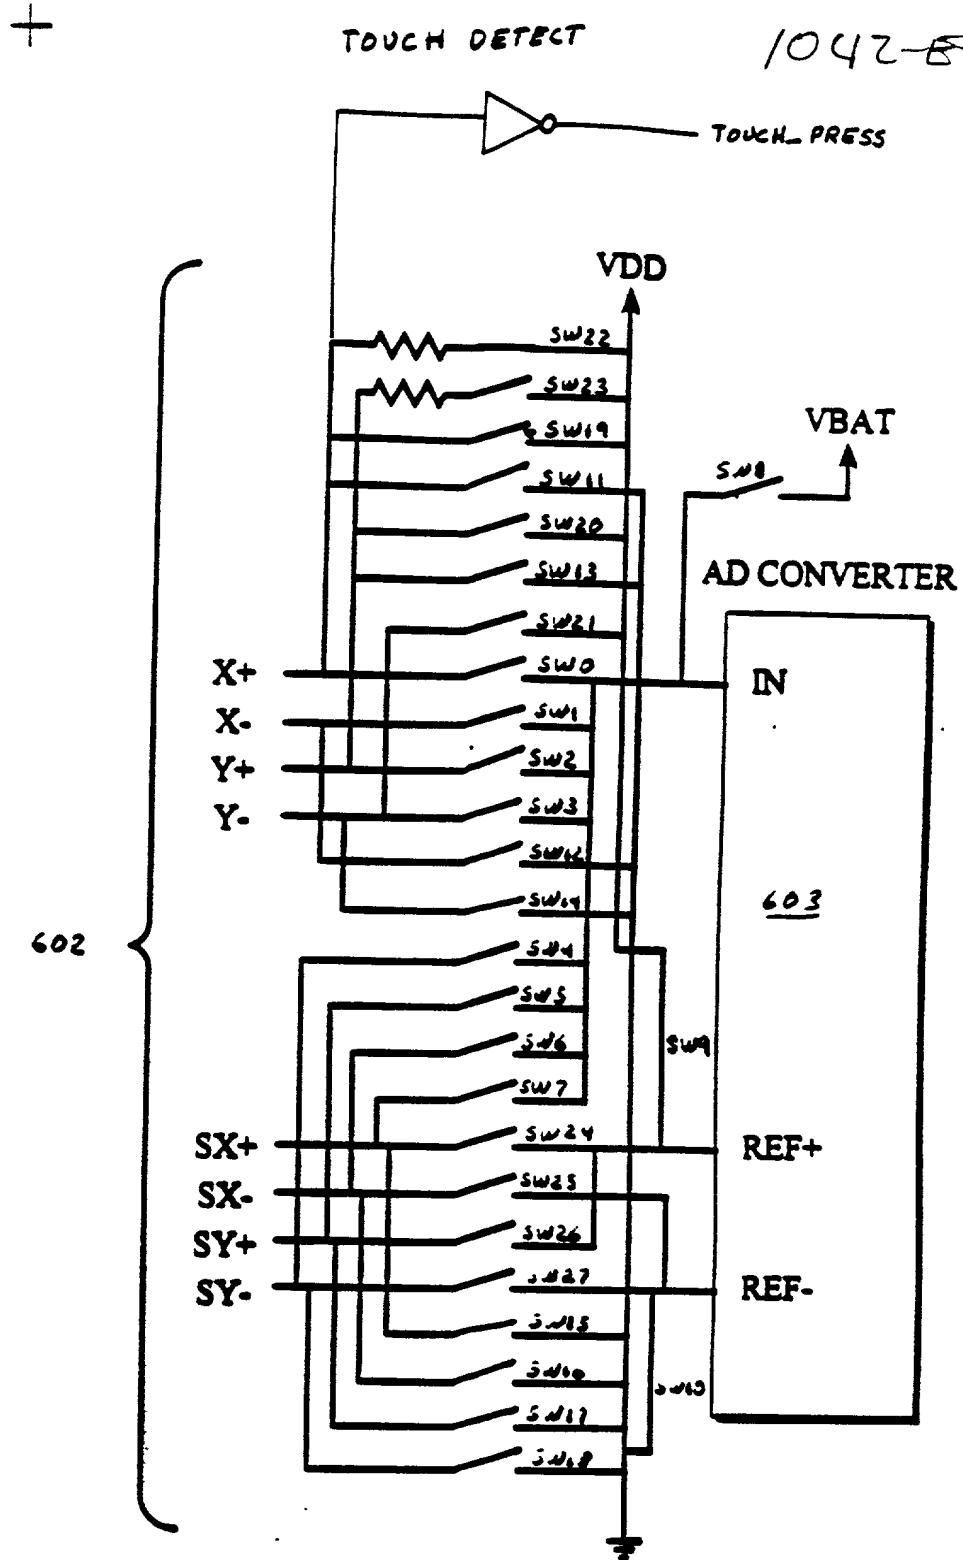 TOUCH DETECT
1042-B
TOUCH_PRESS
VDD
SW22
SW23
SW19
VBAT
SW11
SW8
SW20
SW13
AD CONVERTER
SW21
X+
SW0
IN
X-
SW1
Y+
SW2
Y-
SW3
SW12
603
SW14
602
SW4
SW5
SW6
SW9
SW7
SX+
SW24
REF+
SX-
SW25
SY+
SW26
SY-
SW27
REF-
SW15
SW16
SW10
SW17
SW18